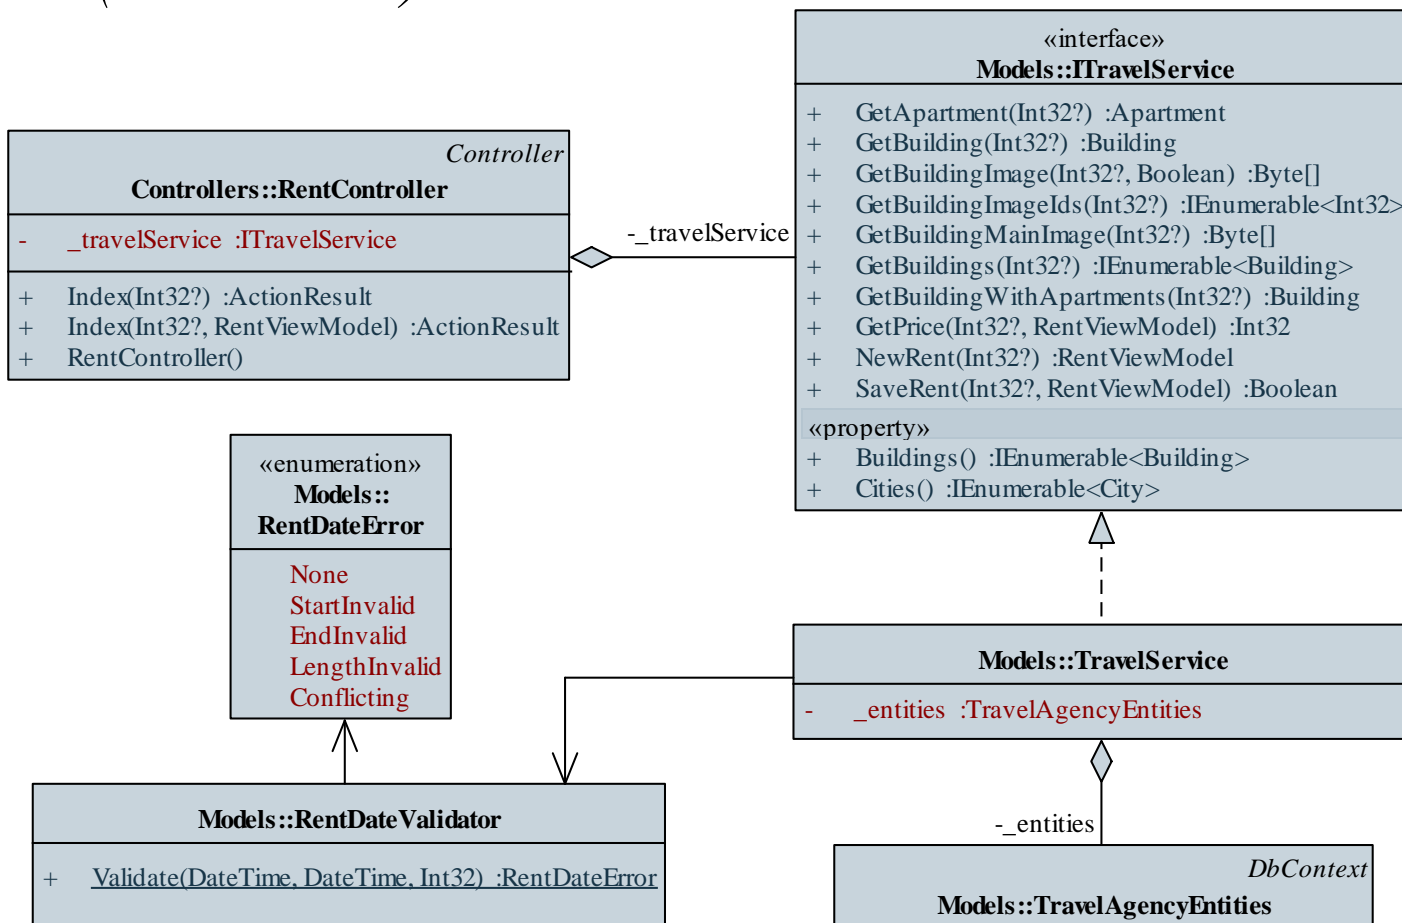 «interface»
Models::ITravelService
+ GetApartment(Int32?) :Apartment
+ GetBuilding(Int32?) :Building
+ GetBuildingImage(Int32?, Boolean) :Byte[]
+ GetBuildingImageIds(Int32?) :IEnumerable<Int32>
+ GetBuildingMainImage(Int32?) :Byte[]
+ GetBuildings(Int32?) :IEnumerable<Building>
+ GetBuildingWithApartments(Int32?) :Building
+ GetPrice(Int32?, RentViewModel) :Int32
+ NewRent(Int32?) :RentViewModel
+ SaveRent(Int32?, RentViewModel) :Boolean
«property»
+ Buildings() :IEnumerable<Building>
+ Cities() :IEnumerable<City>
Controller
Controllers::RentController
- _travelService :ITravelService
+ Index(Int32?) :ActionResult
+ Index(Int32?, RentViewModel) :ActionResult
+ RentController()
-_travelService
«enumeration»
Models::
RentDateError
None
StartInvalid
EndInvalid
LengthInvalid
Conflicting
Models::TravelService
- _entities :TravelAgencyEntities
Models::RentDateValidator
+ Validate(DateTime, DateTime, Int32) :RentDateError
-_entities
DbContext
Models::TravelAgencyEntities